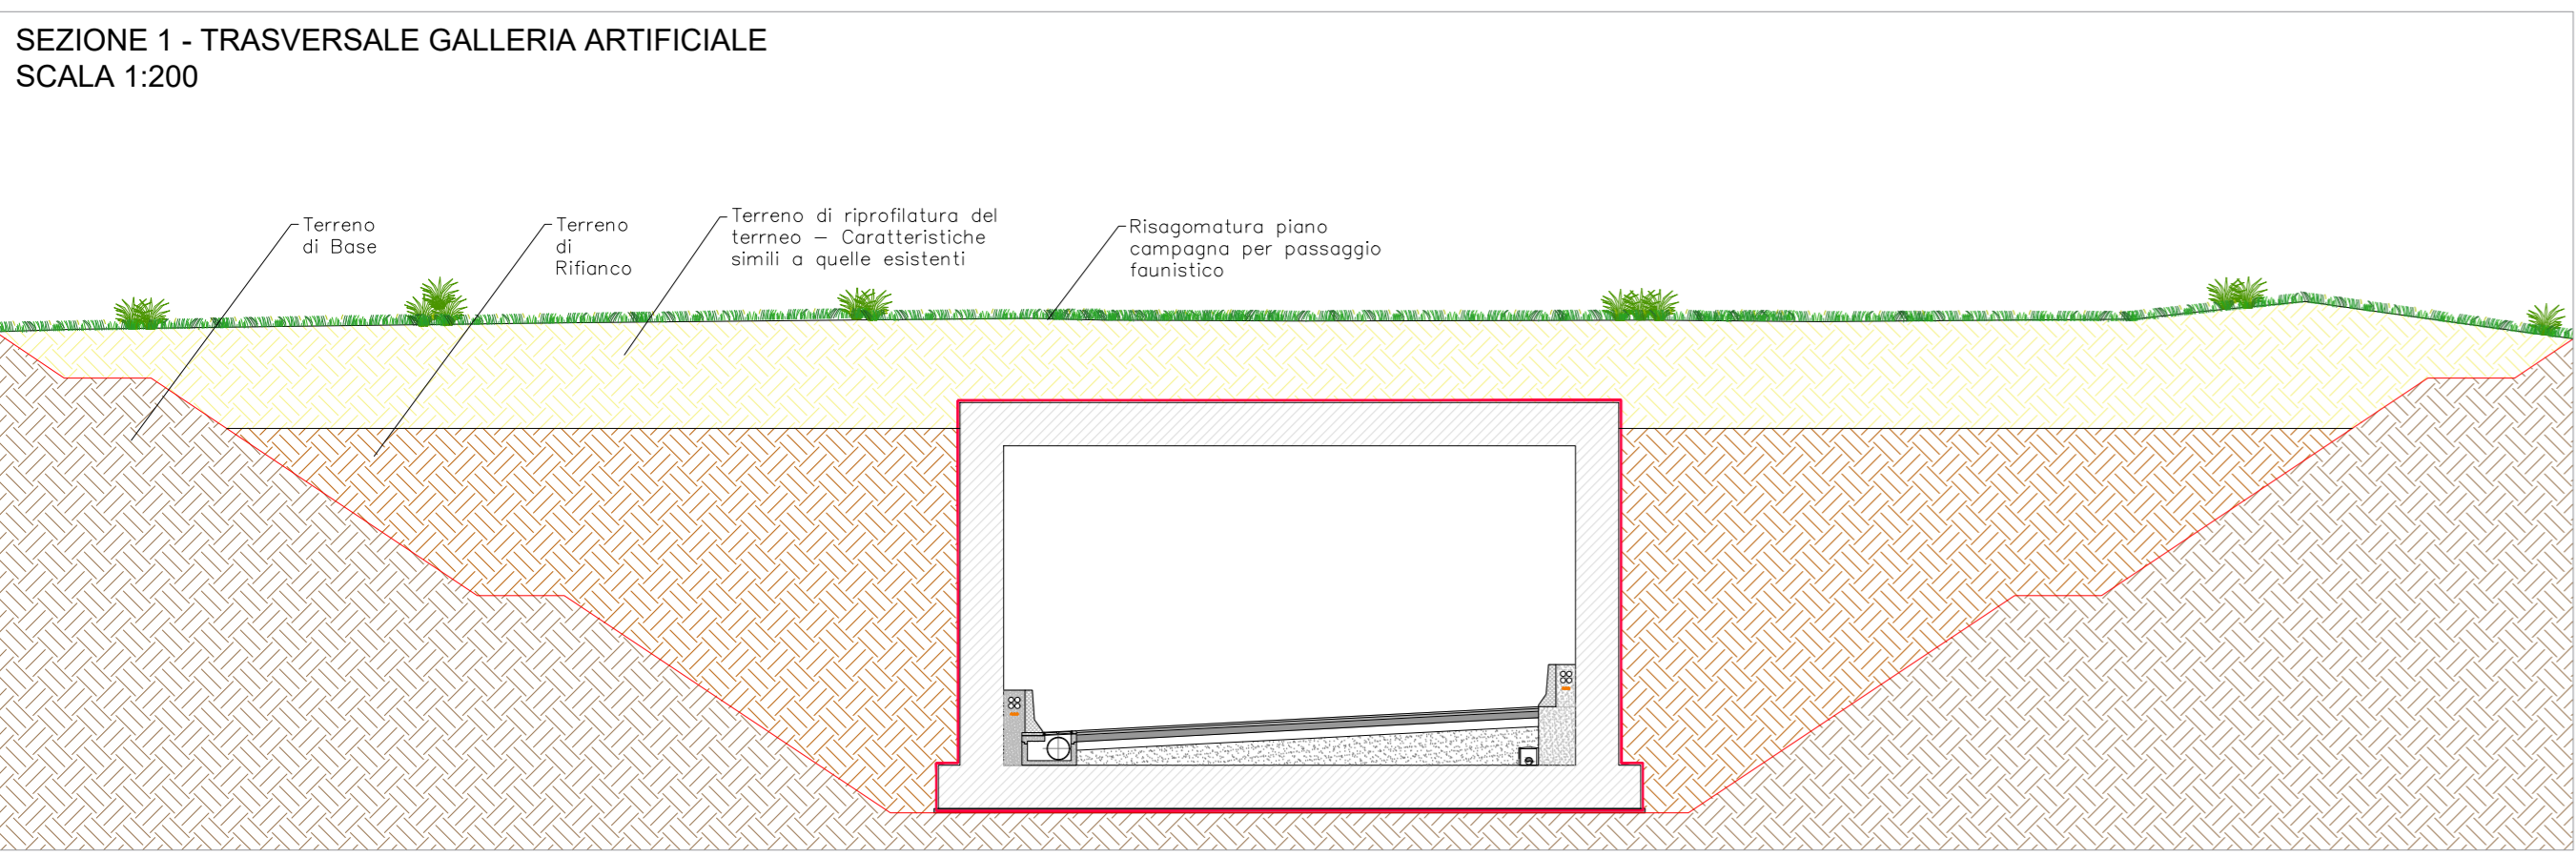 SEZIONE 1 - TRASVERSALE GALLERIA ARTIFICIALE
SCALA 1:200
Terreno
di Base
Terreno
di
Rifianco
Terreno di riprofilatura del
terrneo – Caratteristiche
simili a quelle esistenti
Risagomatura piano
campagna per passaggio
faunistico